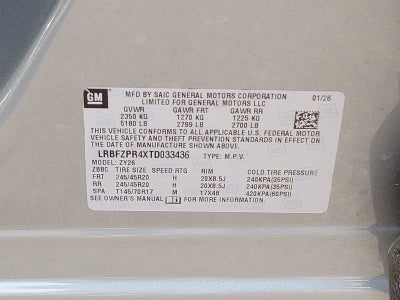 GM
MFD BY SAIC GENERAL MOTORS CORPORATION
LIMITED FOR GENERAL MOTORS LLC
01/26
GVWR GAWR FRT GAWR RR
2350 KG 1270 KG 1225 KG
5180 LB 2799 LB 2700 LB
THIS VEHICLE CONFORMS TO ALL APPLICABLE U.S. FEDERAL MOTOR
VEHICLE SAFETY AND THEFT PREVENTION STANDARDS IN EFFECT ON
THE DATE OF MANUFACTURE SHOWN ABOVE.
LRBFZPR4XTD033436 TYPE: M.P.V.
MODEL: ZY26
ZBBC TIRE SIZE SPEED RTG RIM COLD TIRE PRESSURE
FRT 245/45R20 H 20X8.5J 240KPA(35PSI)
RR 245/45R20 H 20X8.5J 240KPA(35PSI)
SPA T145/70R17 M 17X4B 420KPA(60PSI)
SEE OWNER'S MANUAL FOR MORE INFORMATION.